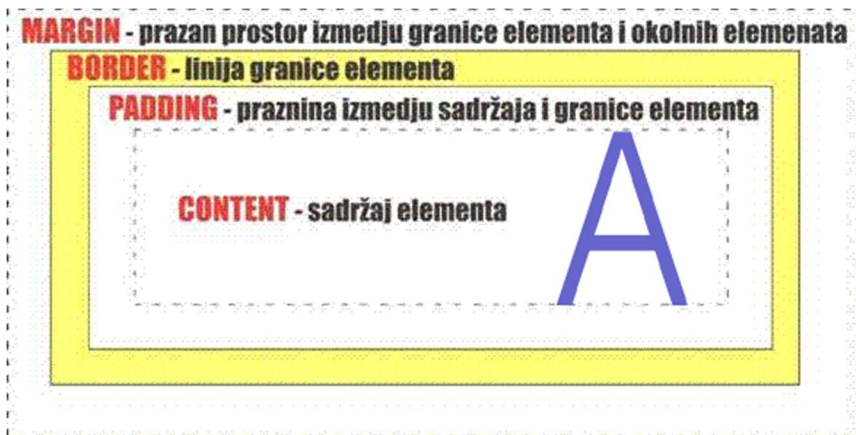 MARGIN - prazan prostor izmedju granice elementa i okolnih elemenata
BORDER - linija granice elementa
PADDING - praznina izmedju sadržaja i granice elementa
CONTENT - sadržaj elementa
A